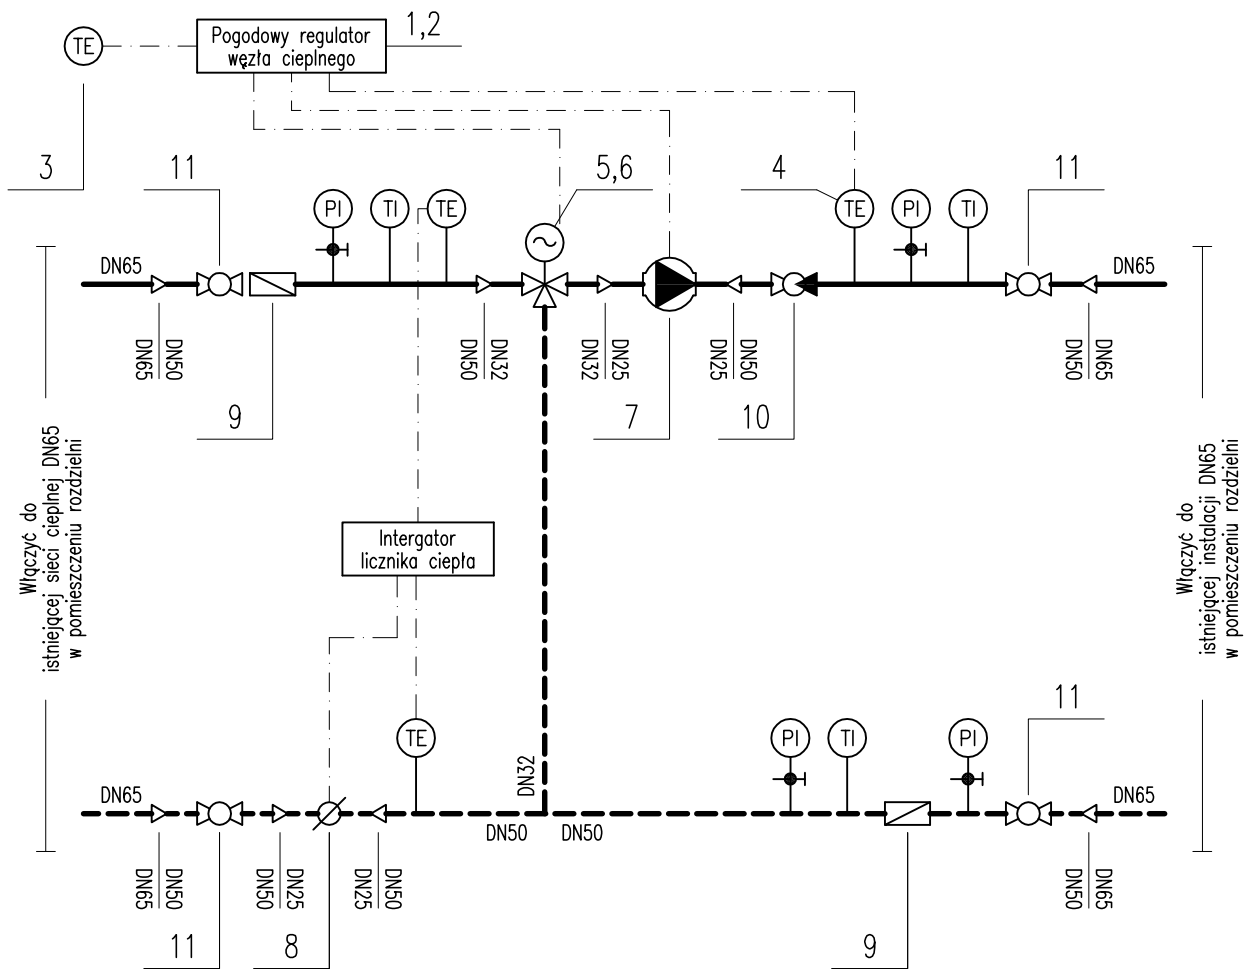 TE
Pogodowy regulator
węzła cieplnego
1,2
3
11
5,6
4
11
PI
TI
TE
TE
PI
TI
DN65
DN65
DN65
DN50
DN50
DN32
DN32
DN25
DN25
DN50
DN50
DN65
9
7
10
Włączyć do
istniejącej sieci cieplnej DN65
w pomieszczeniu rozdzielni
Włączyć do
istniejącej instalacji DN65
w pomieszczeniu rozdzielni
Intergator
licznika ciepła
11
TE
PI
TI
PI
DN32
DN65
DN65
DN50
DN50
DN65
DN50
DN50
DN25
DN25
DN50
DN50
DN65
11
8
9